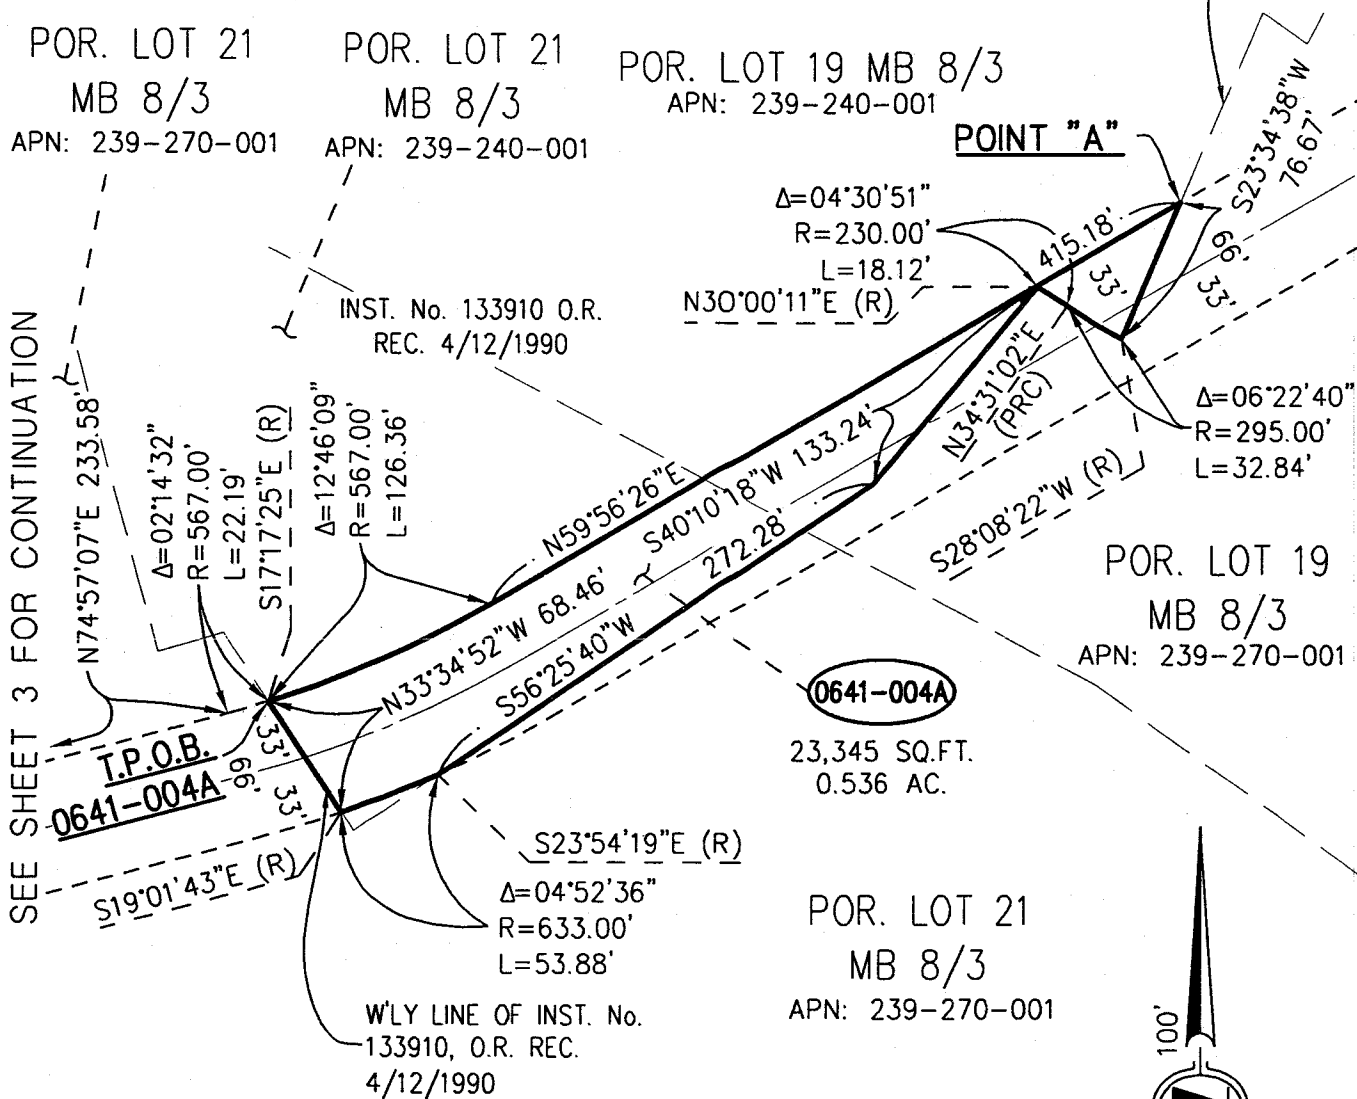 POR. LOT 21
MB 8/3
APN: 239-270-001
POR. LOT 21
MB 8/3
APN: 239-240-001
POR. LOT 19 MB 8/3
APN: 239-240-001
POINT "A"
S23°34'38"W
76.67'
Δ=04°30'51"
R=230.00'
L=18.12'
N30°00'11"E (R)
415.18'
33'
66'
33'
INST. No. 133910 O.R.
REC. 4/12/1990
SEE SHEET 3 FOR CONTINUATION
N74°57'07"E 233.58'
Δ=02°14'32"
R=567.00'
L=22.19'
S17°17'25"E (R)
Δ=12°46'09"
R=567.00'
L=126.36'
N59°56'26"E
S40°10'18"W 133.24'
N34°31'02"E
(PRC)
Δ=06°22'40"
R=295.00'
L=32.84'
S28°08'22"W (R)
N33°34'52"W 68.46'
272.28'
S56°25'40"W
POR. LOT 19
MB 8/3
APN: 239-270-001
0641-004A
23,345 SQ.FT.
0.536 AC.
T.P.O.B.
0641-004A
33'
66'
33'
S19°01'43"E (R)
S23°54'19"E (R)
Δ=04°52'36"
R=633.00'
L=53.88'
W'LY LINE OF INST. No.
133910, O.R. REC.
4/12/1990
POR. LOT 21
MB 8/3
APN: 239-270-001
100'